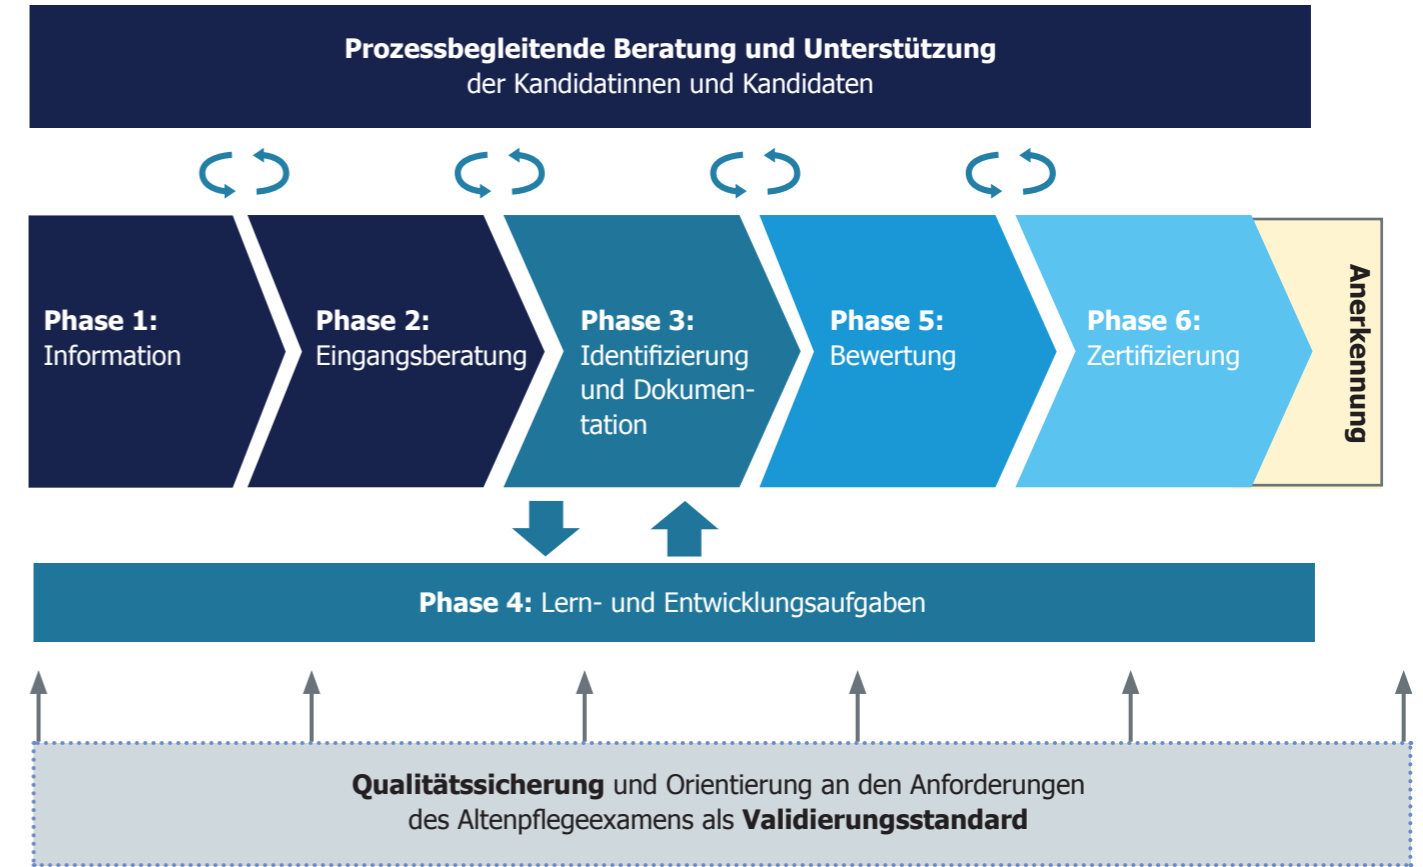 Prozessbegleitende Beratung und Unterstützung
der Kandidatinnen und Kandidaten
Phase 1:
Information
Phase 2:
Eingangsberatung
Phase 3:
Identifizierung
und Dokumen-
tation
Phase 5:
Bewertung
Phase 6:
Zertifizierung
Anerkennung
Phase 4: Lern- und Entwicklungsaufgaben
Qualitätssicherung und Orientierung an den Anforderungen
des Altenpflegeexamens als Validierungsstandard